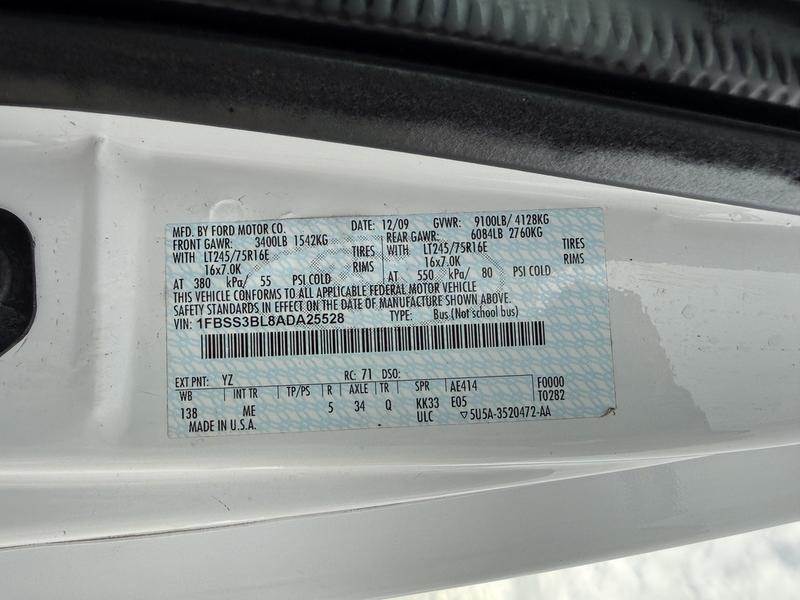 MFD. BY FORD MOTOR CO. DATE: 12/09 GVWR: 9100LB/ 4128KG
FRONT GAWR: 3400LB 1542KG REAR GAWR: 6084LB 2760KG
WITH LT245/75R16E TIRES WITH LT245/75R16E TIRES
16x7.0K RIMS 16x7.0K RIMS
AT 380 kPa/ 55 PSI COLD AT 550 kPa/ 80 PSI COLD
THIS VEHICLE CONFORMS TO ALL APPLICABLE FEDERAL MOTOR VEHICLE
SAFETY STANDARDS IN EFFECT ON THE DATE OF MANUFACTURE SHOWN ABOVE.
VIN: 1FBSS3BL8ADA25528 TYPE: Bus (Not school bus)
EXT PNT: YZ RC: 71 DSO:
WB INT TR TP/PS R AXLE TR SPR AE414 F0000
138 ME 5 34 Q KK33 E05 T0282
MADE IN U.S.A. ULC ▽5U5A-3520472-AA